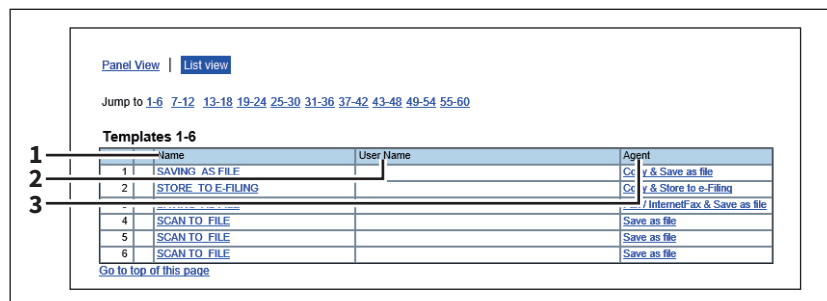 Panel View | List view
Jump to 1-6 7-12 13-18 19-24 25-30 31-36 37-42 43-48 49-54 55-60
Templates 1-6
1
Name User Name Agent
1 SAVING AS FILE Copy & Save as file
2
2 STORE TO E-FILING Copy & Store to e-Filing
3
/ InternetFax & Save as file
4 SCAN TO FILE Save as file
5 SCAN TO FILE Save as file
6 SCAN TO FILE Save as file
Go to top of this page